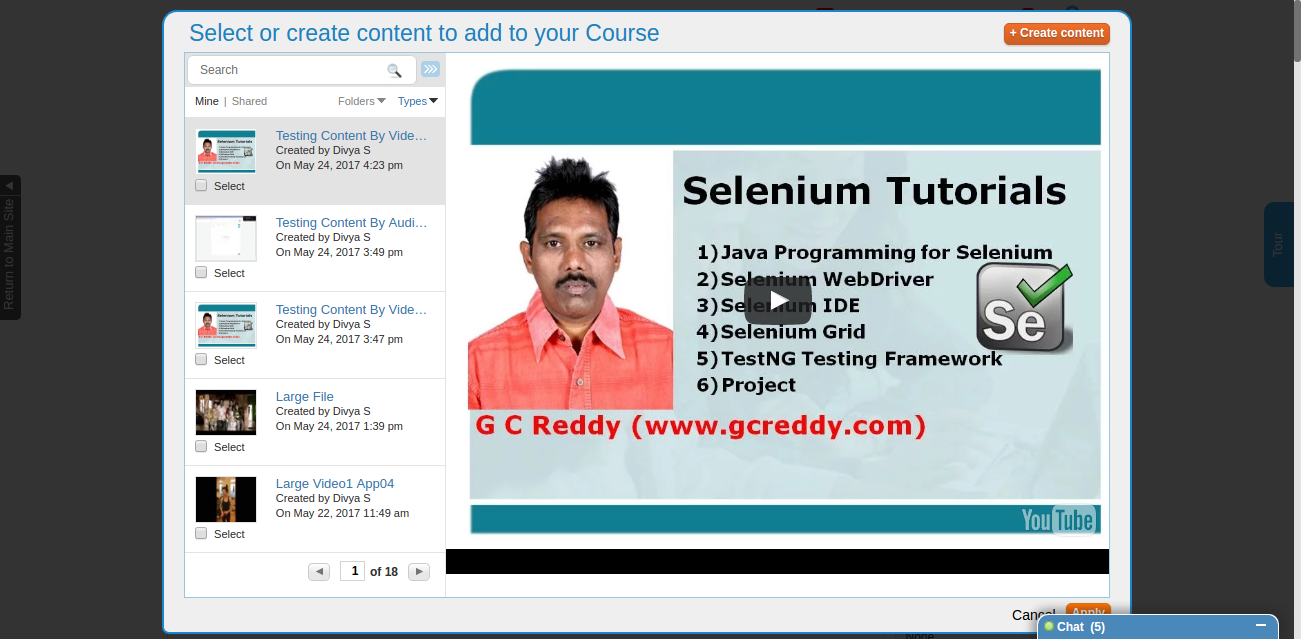 Select or create content to add to your Course
+ Create content
Search
Mine | Shared
Folders
Types
Testing Content By Vide…
Created by Divya S
On May 24, 2017 4:23 pm
Select
Testing Content By Audi…
Created by Divya S
On May 24, 2017 3:49 pm
Select
Testing Content By Vide…
Created by Divya S
On May 24, 2017 3:47 pm
Select
Large File
Created by Divya S
On May 24, 2017 1:39 pm
Select
Large Video1 App04
Created by Divya S
On May 22, 2017 11:49 am
Select
1 of 18
Selenium Tutorials
1)Java Programming for Selenium
2)Selenium WebDriver
3)Selenium IDE
4)Selenium Grid
5)TestNG Testing Framework
6)Project
Se
G C Reddy (www.gcreddy.com)
YouTube
Cancel
Apply
Chat (5)
Return to Main Site
Tour
None